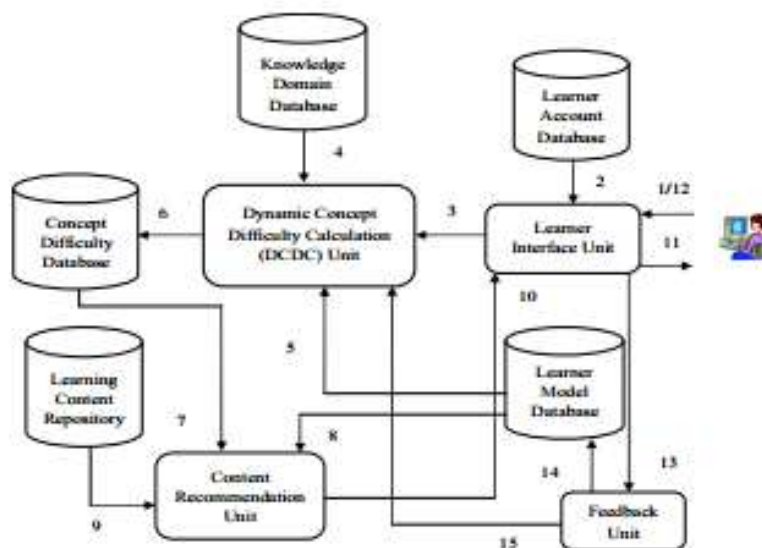 Knowledge
Domain
Database
Learner
Account
Database
4
2
1/12
Concept
Difficulty
Database
6
Dynamic Concept
Difficulty Calculation
(DCDC) Unit
3
Learner
Interface Unit
11
10
5
Learning
Content
Repository
Learner
Model
Database
7
8
Content
Recommendation
Unit
14
13
9
15
Feedback
Unit